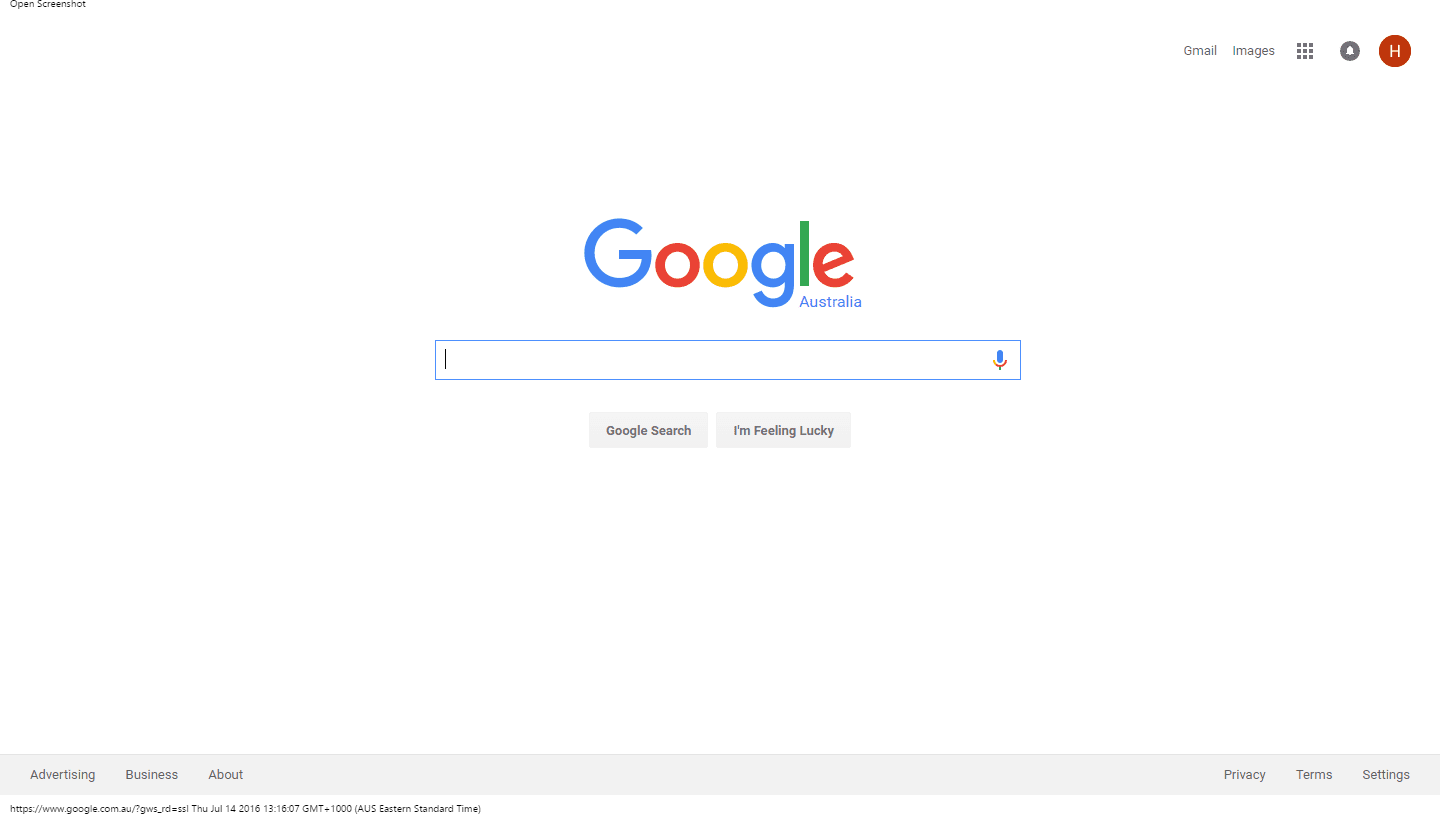 Open Screenshot
Gmail Images H
Google
Australia
Google Search I'm Feeling Lucky
Advertising Business About Privacy Terms Settings
https://www.google.com.au/?gws_rd=ssl Thu Jul 14 2016 13:16:07 GMT+1000 (AUS Eastern Standard Time)